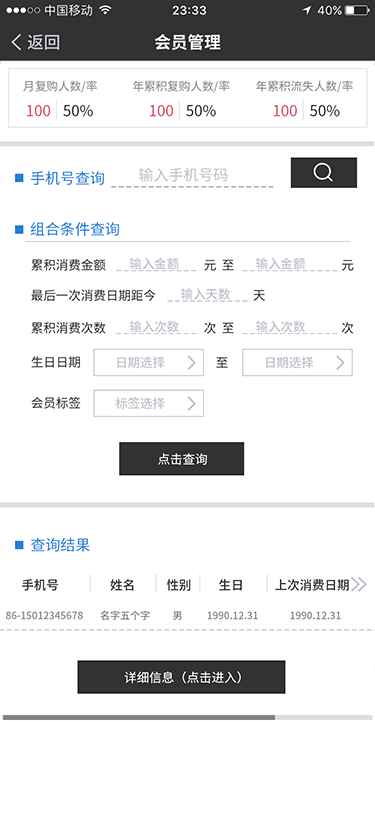 中国移动 23:33 40%
返回 会员管理
月复购人数/率 年累积复购人数/率 年累积流失人数/率
100 50% 100 50% 100 50%
手机号查询 输入手机号码
组合条件查询
累积消费金额 输入金额 元 至 输入金额 元
最后一次消费日期距今 输入天数 天
累积消费次数 输入次数 次 至 输入次数 次
生日日期 日期选择 至 日期选择
会员标签 标签选择
点击查询
查询结果
手机号 姓名 性别 生日 上次消费日期
86-15012345678 名字五个字 男 1990.12.31 1990.12.31
详细信息（点击进入）